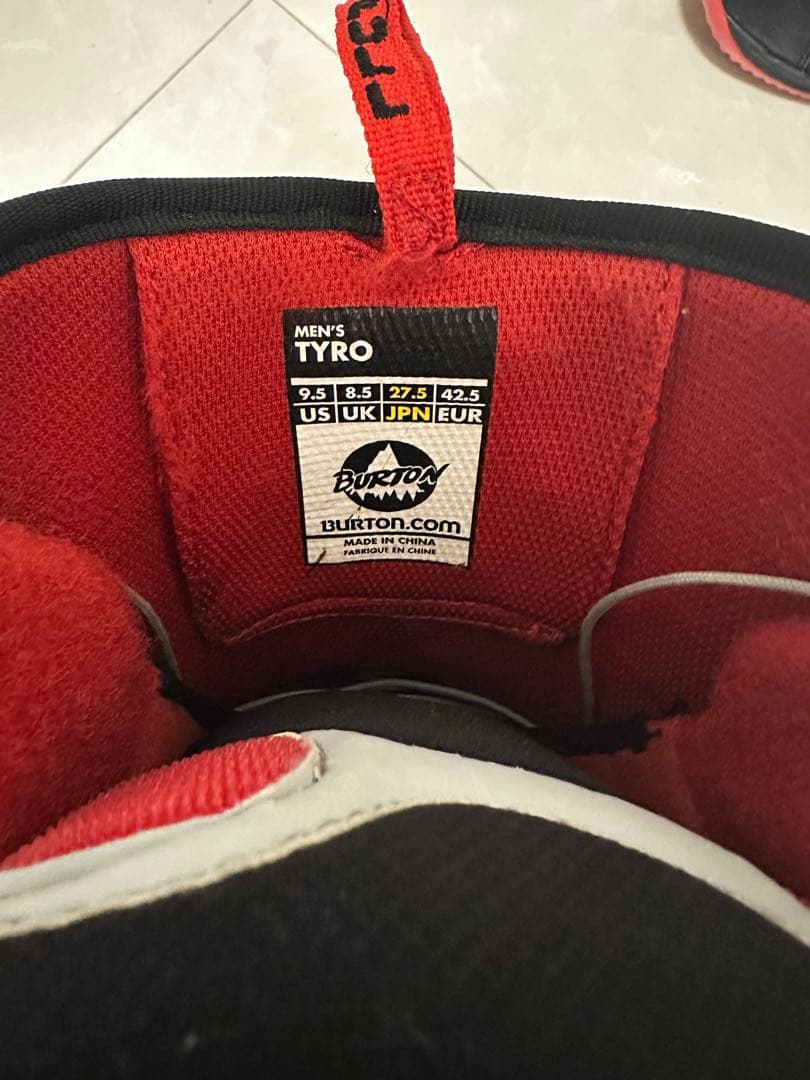 MEN'S
TYRO
9.5 8.5 27.5 42.5
US UK JPN EUR
BURTON
BURTON.COM
MADE IN CHINA
FABRIQUE EN CHINE